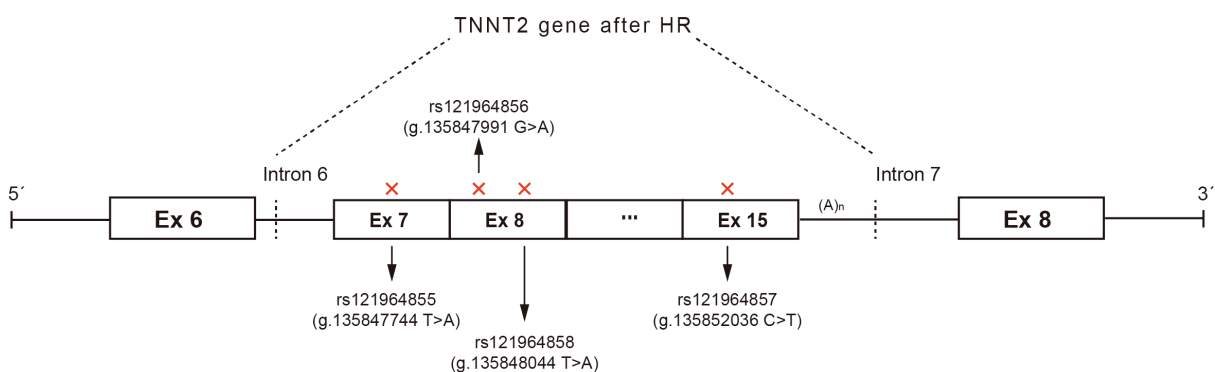 TNNT2 gene after HR
rs121964856
(g.135847991 G>A)
Intron 6
Intron 7
5´
3´
Ex 6
Ex 7
Ex 8
...
Ex 15
(A)n
Ex 8
rs121964855
(g.135847744 T>A)
rs121964857
(g.135852036 C>T)
rs121964858
(g.135848044 T>A)